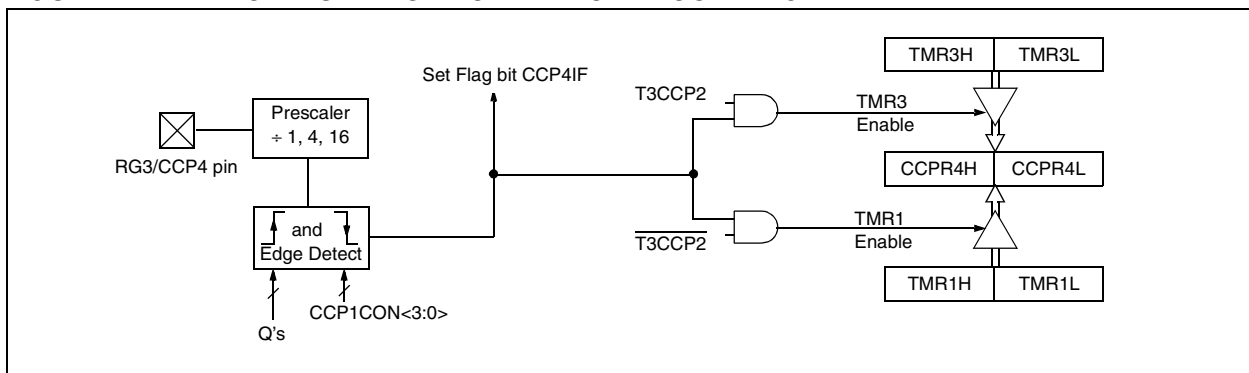 TMR3H TMR3L
Set Flag bit CCP4IF
T3CCP2
TMR3
Enable
Prescaler
÷ 1, 4, 16
RG3/CCP4 pin
CCPR4H CCPR4L
and
Edge Detect
T3CCP2
TMR1
Enable
TMR1H TMR1L
CCP1CON<3:0>
Q's